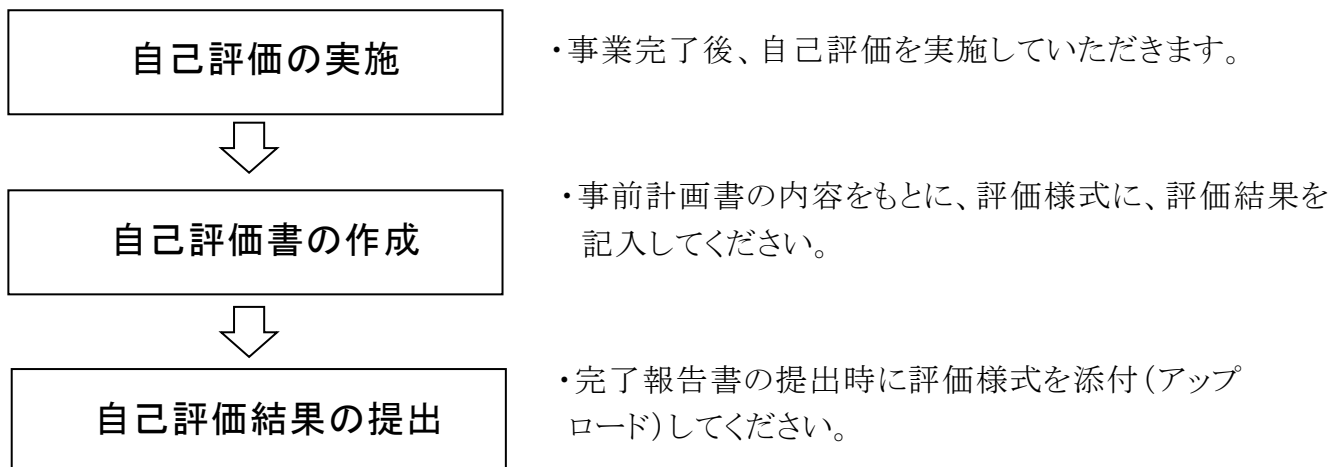 自己評価の実施
・事業完了後、自己評価を実施していただきます。
自己評価書の作成
・事前計画書の内容をもとに、評価様式に、評価結果を
記入してください。
自己評価結果の提出
・完了報告書の提出時に評価様式を添付（アップ
ロード）してください。